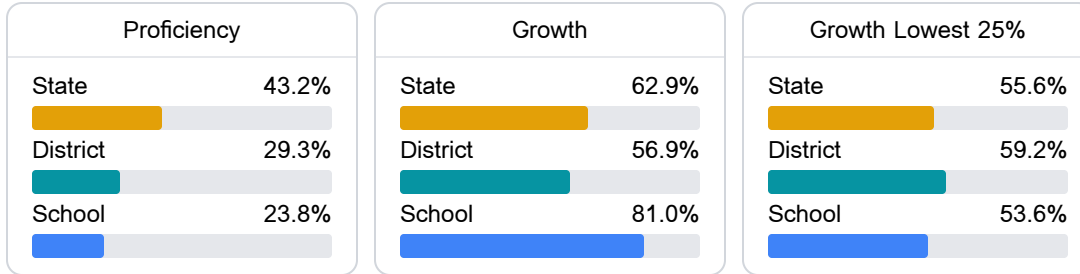 Proficiency
State 43.2%
District 29.3%
School 23.8%
Growth
State 62.9%
District 56.9%
School 81.0%
Growth Lowest 25%
State 55.6%
District 59.2%
School 53.6%